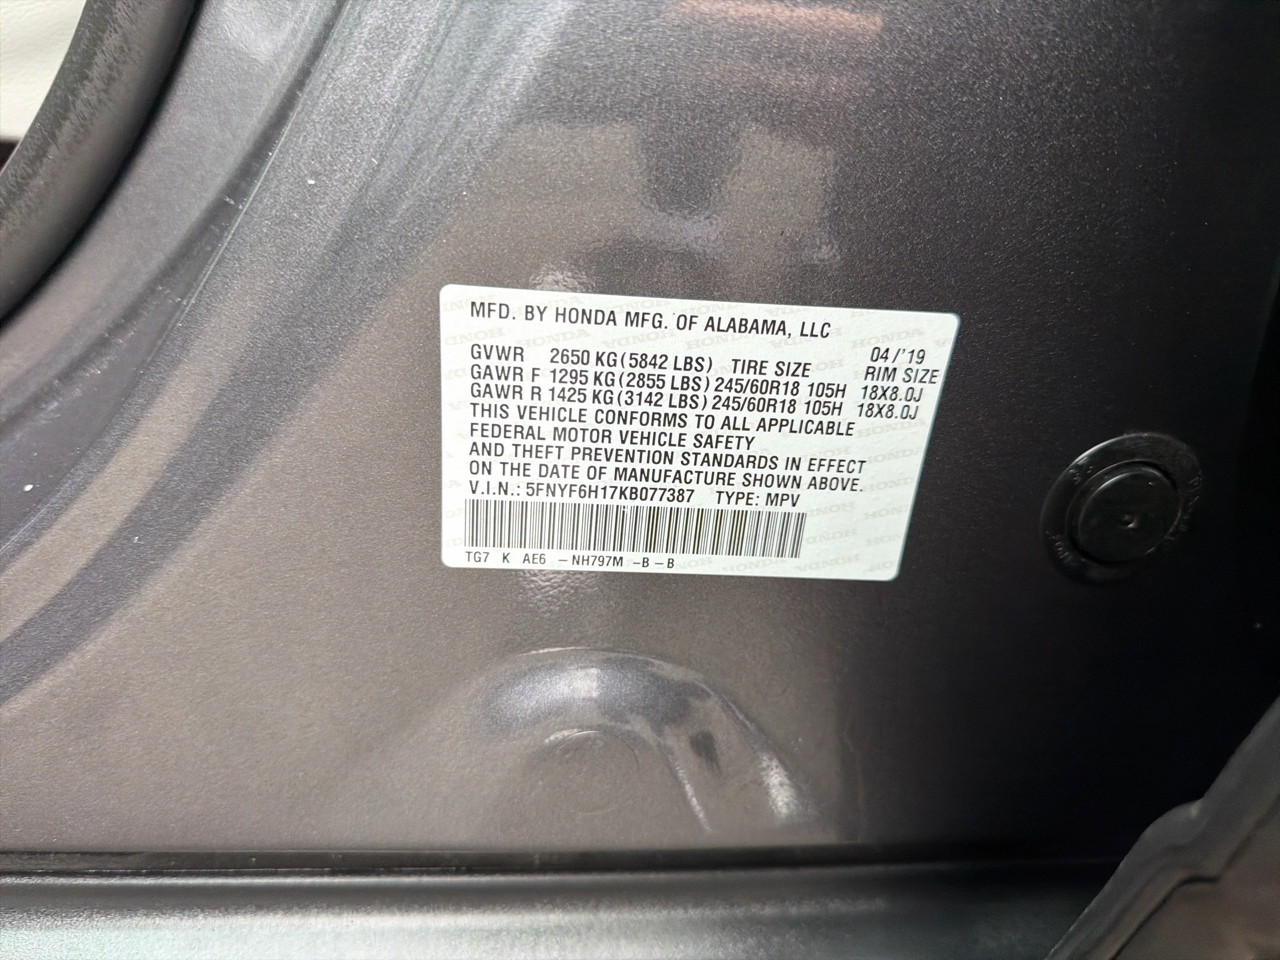 MFD. BY HONDA MFG. OF ALABAMA, LLC
GVWR 2650 KG (5842 LBS) TIRE SIZE 04/'19 RIM SIZE
GAWR F 1295 KG (2855 LBS) 245/60R18 105H 18X8.0J
GAWR R 1425 KG (3142 LBS) 245/60R18 105H 18X8.0J
THIS VEHICLE CONFORMS TO ALL APPLICABLE
FEDERAL MOTOR VEHICLE SAFETY
AND THEFT PREVENTION STANDARDS IN EFFECT
ON THE DATE OF MANUFACTURE SHOWN ABOVE.
V.I.N.: 5FNYF6H17KB077387 TYPE: MPV
TG7 K AE6 – NH797M – B – B